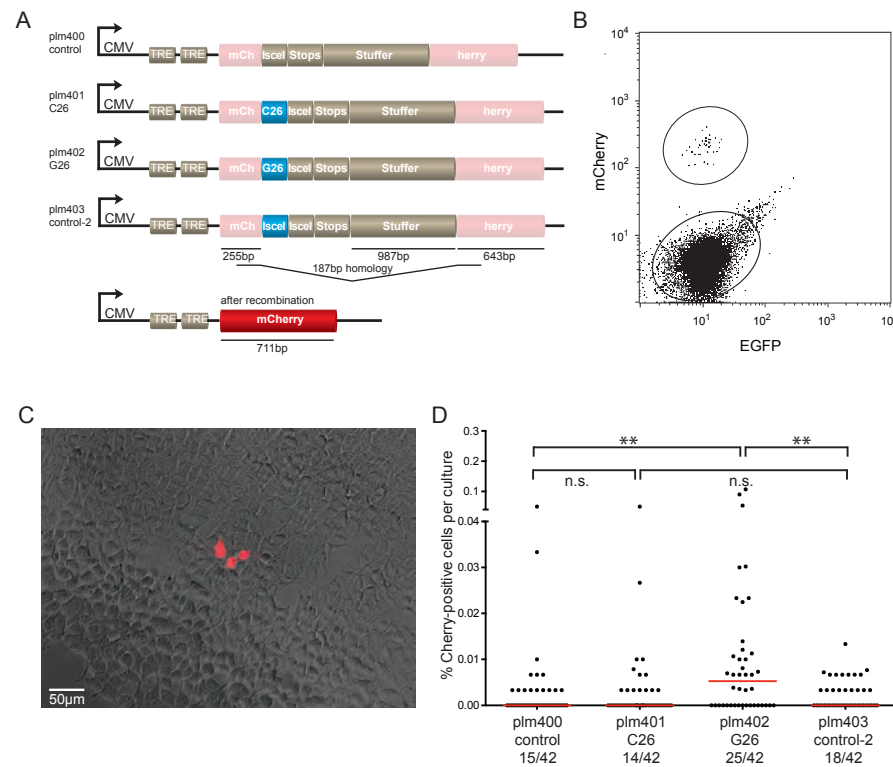 A
plm400
control
CMV
TRE TRE
mCh IsceI Stops Stuffer herry
plm401
C26
CMV
TRE TRE
mCh C26 IsceI Stops Stuffer herry
plm402
G26
CMV
TRE TRE
mCh G26 IsceI Stops Stuffer herry
plm403
control-2
CMV
TRE TRE
mCh IsceI IsceI Stops Stuffer herry
255bp 987bp 643bp
187bp homology
after recombination
CMV
TRE TRE
mCherry
711bp
B
10⁴
10³
10²
10¹
mCherry
10¹ 10² 10³ 10
EGFP
C
50µm
D
% Cherry-positive cells per culture
0.3
0.2
0.1
0.04
0.03
0.02
0.01
0.00
** **
n.s. n.s.
plm400 plm401 plm402 plm403
control C26 G26 control-2
15/42 14/42 25/42 18/42